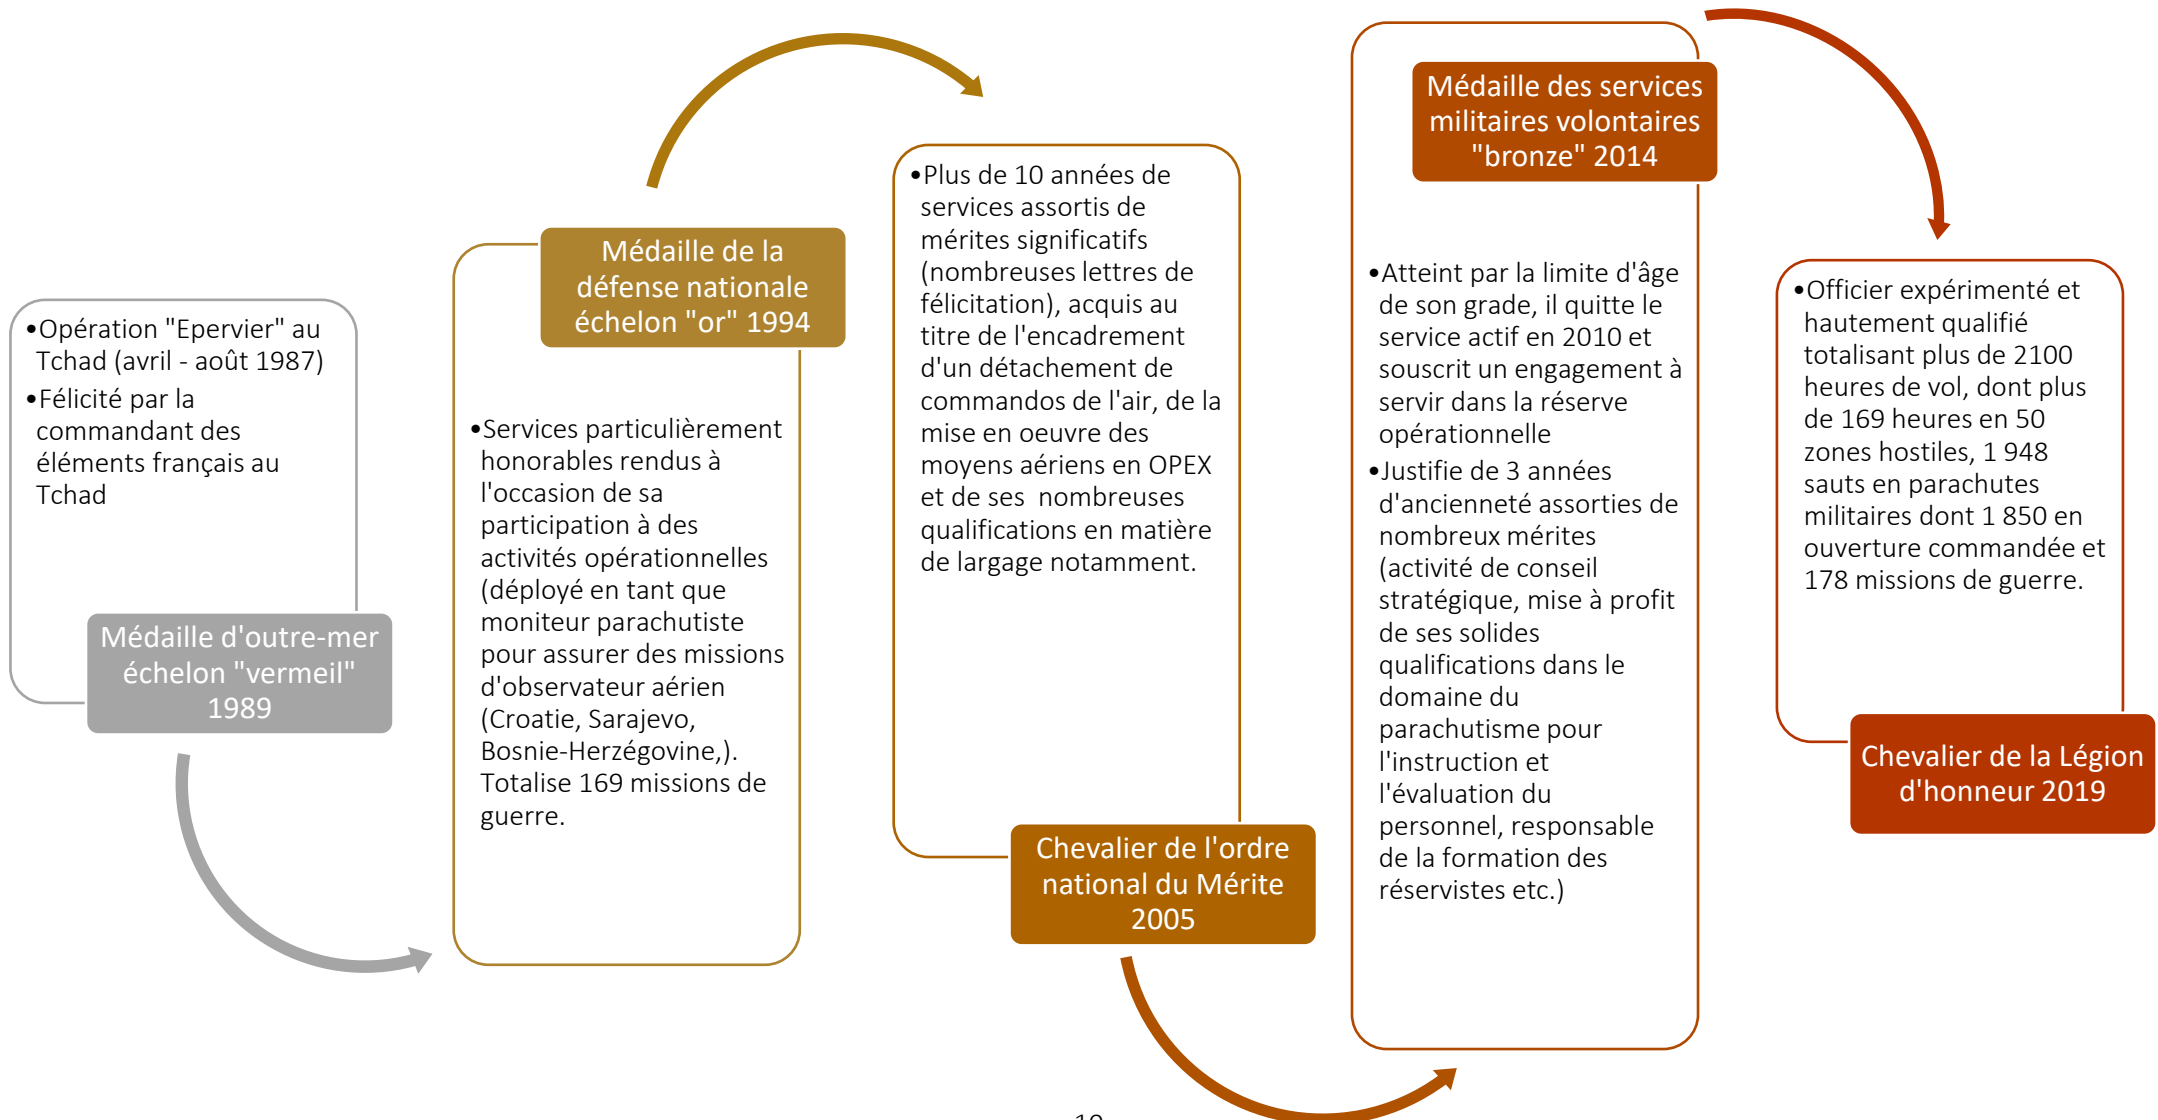 •Opération "Epervier" au
Tchad (avril - août 1987)
•Félicité par la
commandant des
éléments français au
Tchad
Médaille d'outre-mer
échelon "vermeil"
1989
Médaille de la
défense nationale
échelon "or" 1994
•Services particulièrement
honorables rendus à
l'occasion de sa
participation à des
activités opérationnelles
(déployé en tant que
moniteur parachutiste
pour assurer des missions
d'observateur aérien
(Croatie, Sarajevo,
Bosnie-Herzégovine,).
Totalise 169 missions de
guerre.
•Plus de 10 années de
services assortis de
mérites significatifs
(nombreuses lettres de
félicitation), acquis au
titre de l'encadrement
d'un détachement de
commandos de l'air, de la
mise en oeuvre des
moyens aériens en OPEX
et de ses nombreuses
qualifications en matière
de largage notamment.
Chevalier de l'ordre
national du Mérite
2005
Médaille des services
militaires volontaires
"bronze" 2014
•Atteint par la limite d'âge
de son grade, il quitte le
service actif en 2010 et
souscrit un engagement à
servir dans la réserve
opérationnelle
•Justifie de 3 années
d'ancienneté assorties de
nombreux mérites
(activité de conseil
stratégique, mise à profit
de ses solides
qualifications dans le
domaine du
parachutisme pour
l'instruction et
l'évaluation du
personnel, responsable
de la formation des
réservistes etc.)
•Officier expérimenté et
hautement qualifié
totalisant plus de 2100
heures de vol, dont plus
de 169 heures en 50
zones hostiles, 1 948
sauts en parachutes
militaires dont 1 850 en
ouverture commandée et
178 missions de guerre.
Chevalier de la Légion
d'honneur 2019